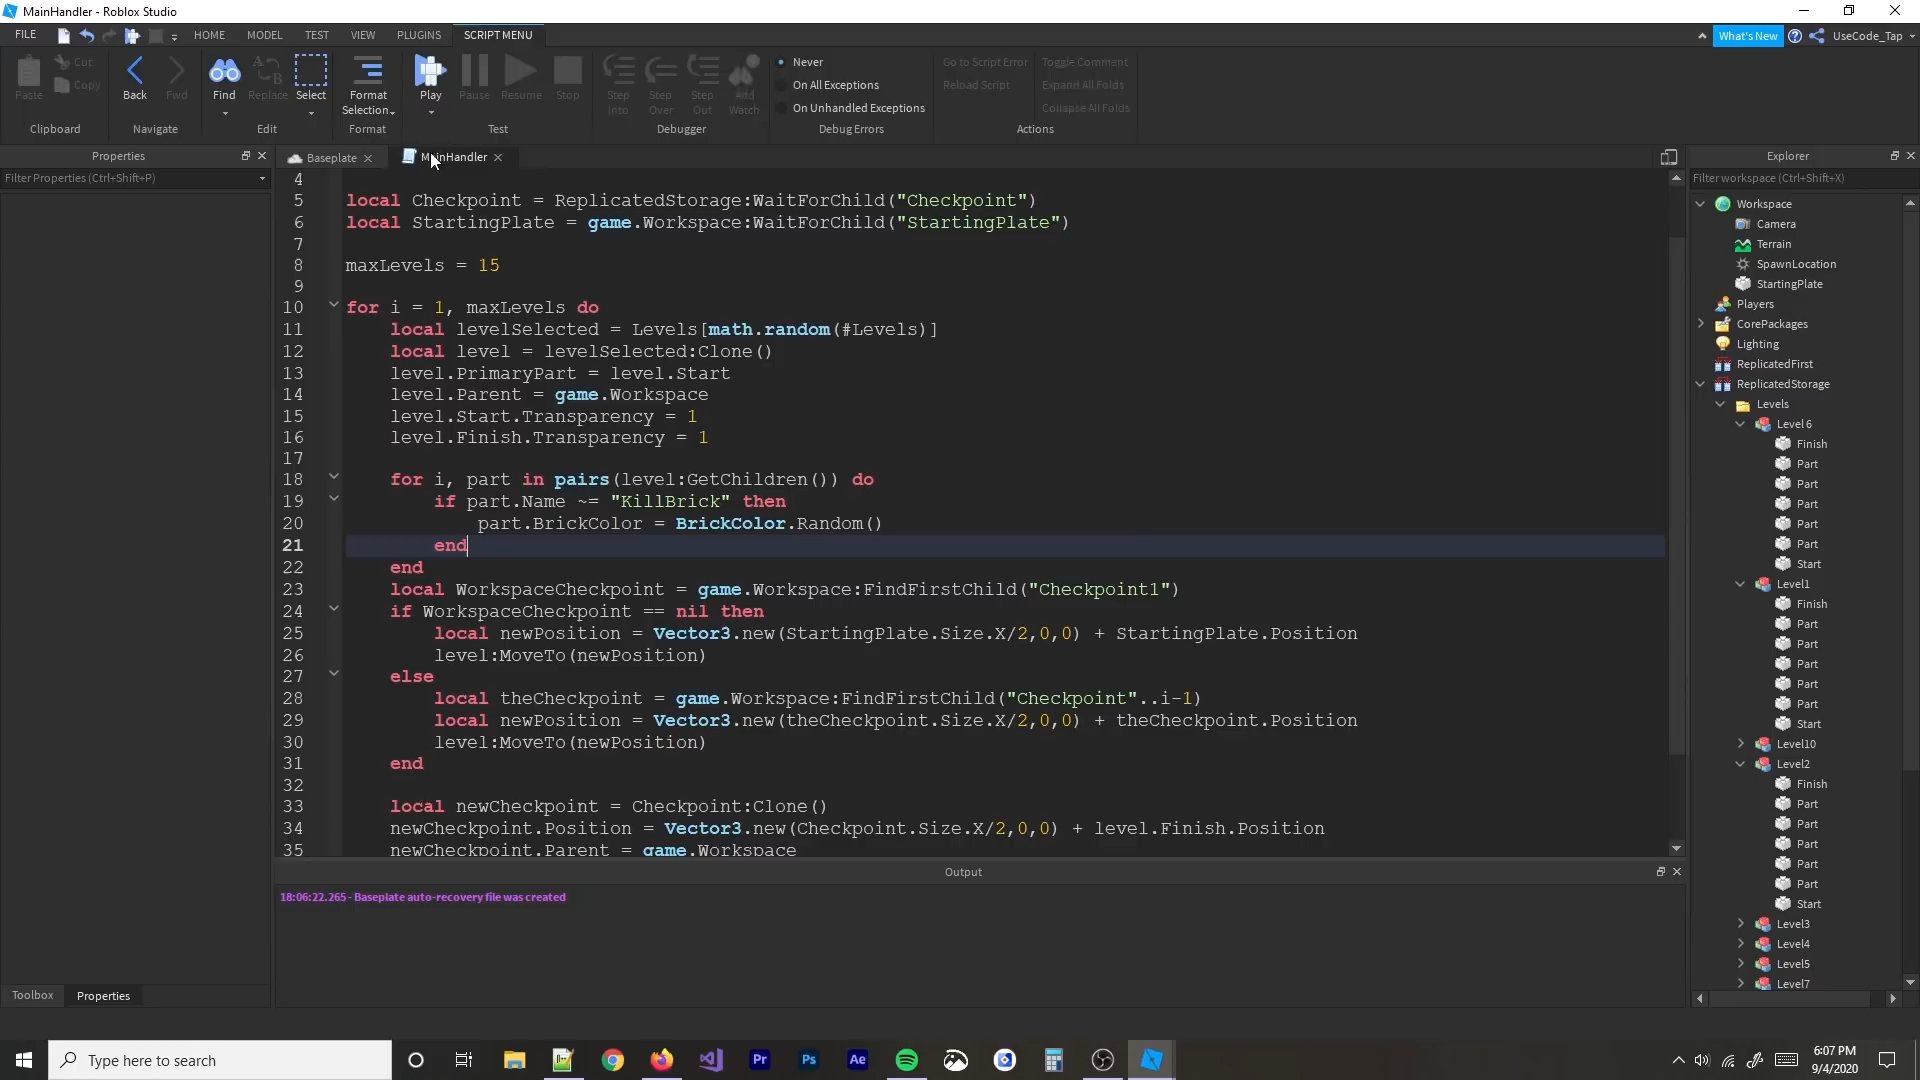 MainHandler - Roblox Studio
FILE HOME MODEL TEST VIEW PLUGINS SCRIPT MENU What's New UseCode_Tap
Paste Cut Copy
Back Fwd
Find Replace Select
Format Selection
Play Pause Resume Stop
Step Into Step Over Step Out Add Watch
Never
On All Exceptions
On Unhandled Exceptions
Go to Script Error
Reload Script
Toggle Comment
Expand All Folds
Collapse All Folds
Clipboard Navigate Edit Format Test Debugger Debug Errors Actions
Properties
Filter Properties (Ctrl+Shift+P)
Toolbox Properties
Baseplate MainHandler
4
5 local Checkpoint = ReplicatedStorage:WaitForChild("Checkpoint")
6 local StartingPlate = game.Workspace:WaitForChild("StartingPlate")
7
8 maxLevels = 15
9
10 for i = 1, maxLevels do
11 local levelSelected = Levels[math.random(#Levels)]
12 local level = levelSelected:Clone()
13 level.PrimaryPart = level.Start
14 level.Parent = game.Workspace
15 level.Start.Transparency = 1
16 level.Finish.Transparency = 1
17
18 for i, part in pairs(level:GetChildren()) do
19 if part.Name ~= "KillBrick" then
20 part.BrickColor = BrickColor.Random()
21 end
22 end
23 local WorkspaceCheckpoint = game.Workspace:FindFirstChild("Checkpoint1")
24 if WorkspaceCheckpoint == nil then
25 local newPosition = Vector3.new(StartingPlate.Size.X/2,0,0) + StartingPlate.Position
26 level:MoveTo(newPosition)
27 else
28 local theCheckpoint = game.Workspace:FindFirstChild("Checkpoint"..i-1)
29 local newPosition = Vector3.new(theCheckpoint.Size.X/2,0,0) + theCheckpoint.Position
30 level:MoveTo(newPosition)
31 end
32
33 local newCheckpoint = Checkpoint:Clone()
34 newCheckpoint.Position = Vector3.new(Checkpoint.Size.X/2,0,0) + level.Finish.Position
35 newCheckpoint.Parent = game.Workspace
Output
18:06:22.265 - Baseplate auto-recovery file was created
Explorer
Filter workspace (Ctrl+Shift+X)
Workspace
Camera
Terrain
SpawnLocation
StartingPlate
Players
CorePackages
Lighting
ReplicatedFirst
ReplicatedStorage
Levels
Level 6
Finish
Part
Part
Part
Part
Part
Start
Level1
Finish
Part
Part
Part
Part
Part
Start
Level10
Level2
Finish
Part
Part
Part
Part
Part
Start
Level3
Level4
Level5
Level7
Type here to search
Pr Ps Ae
6:07 PM
9/4/2020